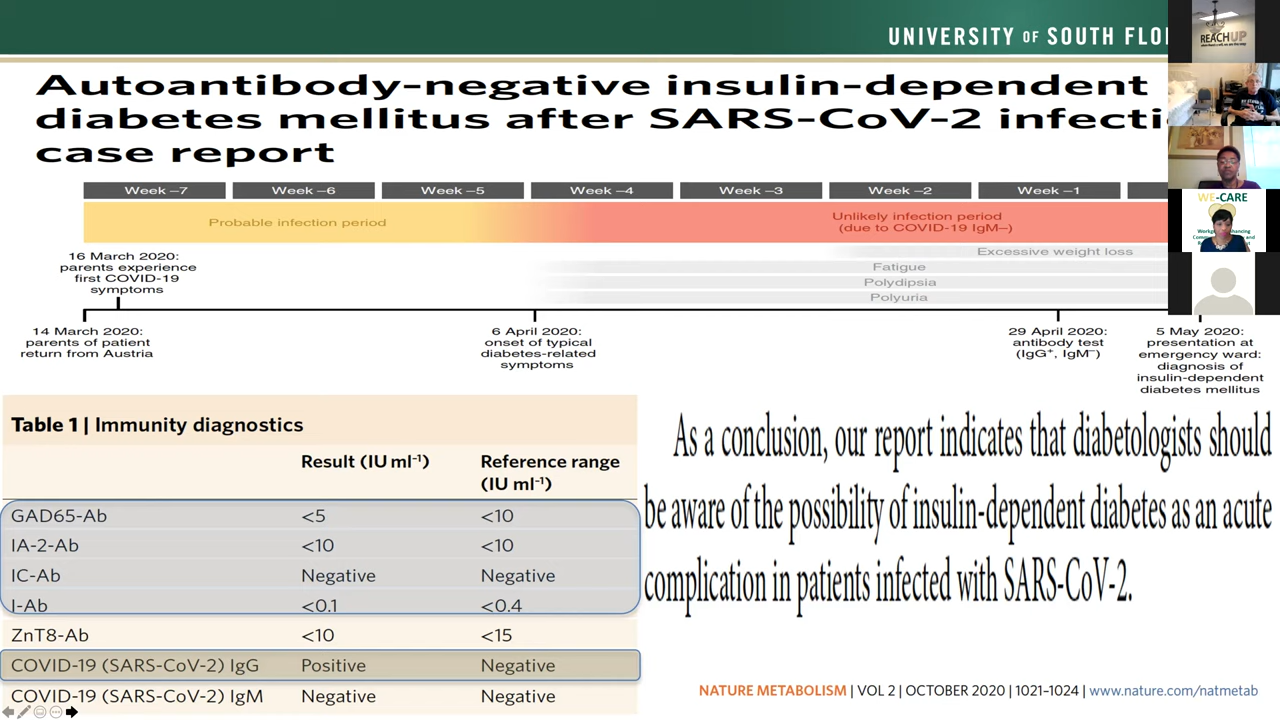 UNIVERSITY OF SOUTH FLO
Autoantibody-negative insulin-dependent
diabetes mellitus after SARS-CoV-2 infecti
case report
Week –7
Week –6
Week –5
Week –4
Week –3
Week –2
Week –1
Probable infection period
Unlikely infection period
(due to COVID-19 IgM–)
Excessive weight loss
Fatigue
Polydipsia
Polyuria
16 March 2020:
parents experience
first COVID-19
symptoms
14 March 2020:
parents of patient
return from Austria
6 April 2020:
onset of typical
diabetes-related
symptoms
29 April 2020:
antibody test
(IgG⁺, IgM⁻)
5 May 2020:
presentation at
emergency ward:
diagnosis of
insulin-dependent
diabetes mellitus
Table 1 | Immunity diagnostics
Result (IU ml⁻¹) Reference range
(IU ml⁻¹)
GAD65-Ab <5 <10
IA-2-Ab <10 <10
IC-Ab Negative Negative
I-Ab <0.1 <0.4
ZnT8-Ab <10 <15
COVID-19 (SARS-CoV-2) IgG Positive Negative
COVID-19 (SARS-CoV-2) IgM Negative Negative
As a conclusion, our report indicates that diabetologists should
be aware of the possibility of insulin-dependent diabetes as an acute
complication in patients infected with SARS-CoV-2.
NATURE METABOLISM | VOL 2 | OCTOBER 2020 | 1021–1024 | www.nature.com/natmetab
REACHUP
WE-CARE